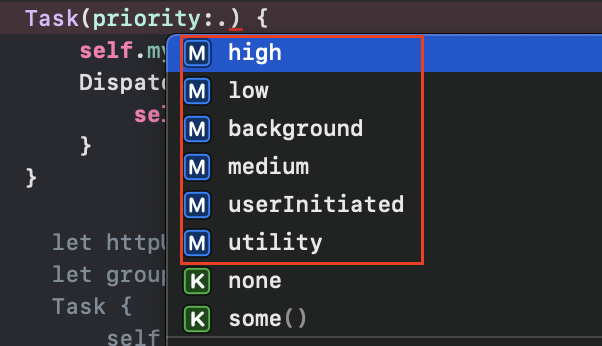 Task(priority:.) {
self.my
M high
Dispatc
M low
sel
M background
}
M medium
}
M userInitiated
let httpU
M utility
let group
K none
Task {
K some()
self